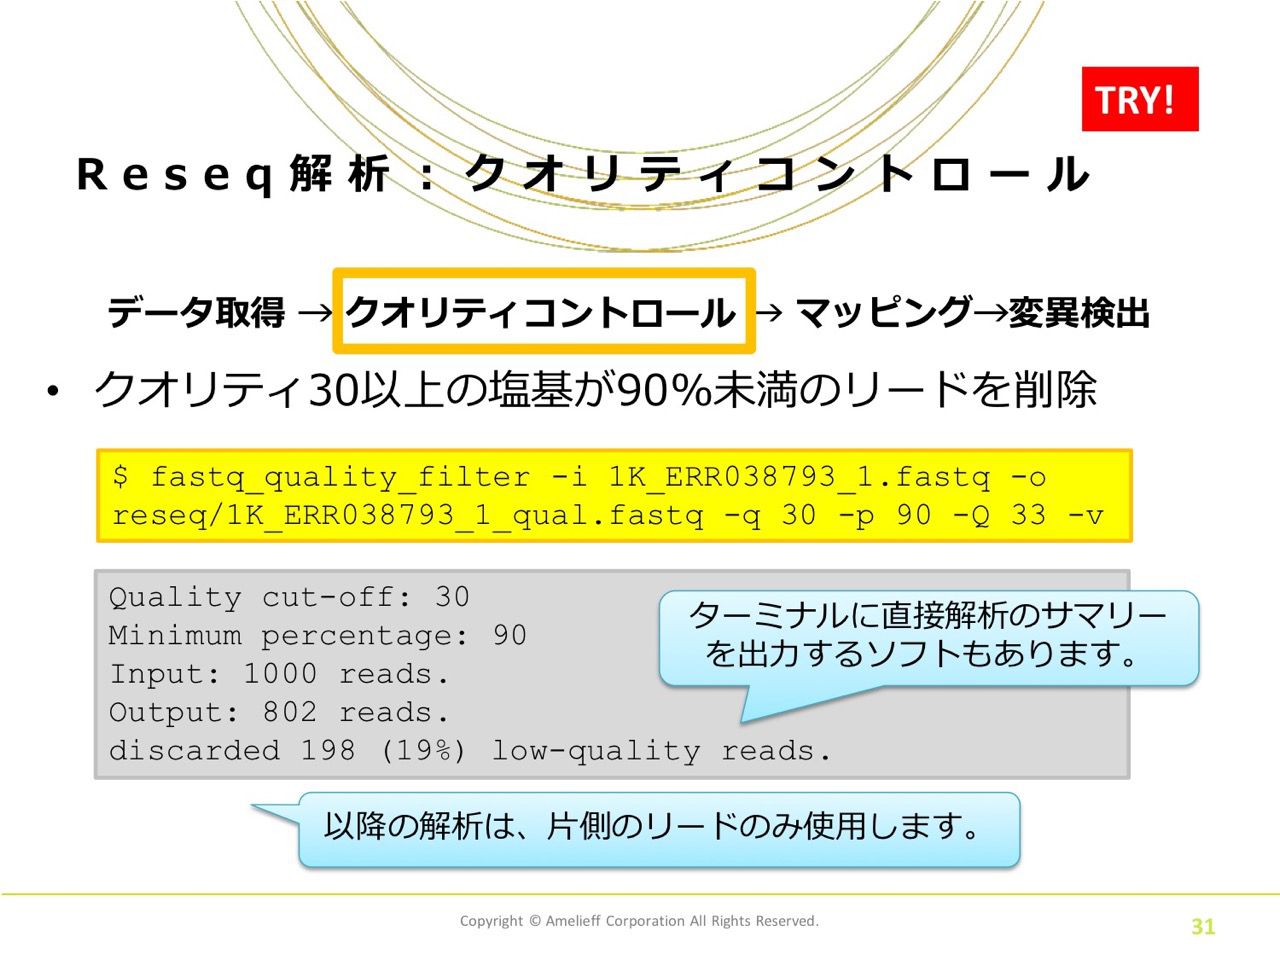 TRY!
Reseq解析：クオリティコントロール
データ取得 → クオリティコントロール → マッピング→変異検出
• クオリティ30以上の塩基が90%未満のリードを削除
$ fastq_quality_filter -i 1K_ERR038793_1.fastq -o
reseq/1K_ERR038793_1_qual.fastq -q 30 -p 90 -Q 33 -v
Quality cut-off: 30
Minimum percentage: 90
Input: 1000 reads.
Output: 802 reads.
discarded 198 (19%) low-quality reads.
ターミナルに直接解析のサマリー
を出力するソフトもあります。
以降の解析は、片側のリードのみ使用します。
Copyright © Amelieff Corporation All Rights Reserved.
31